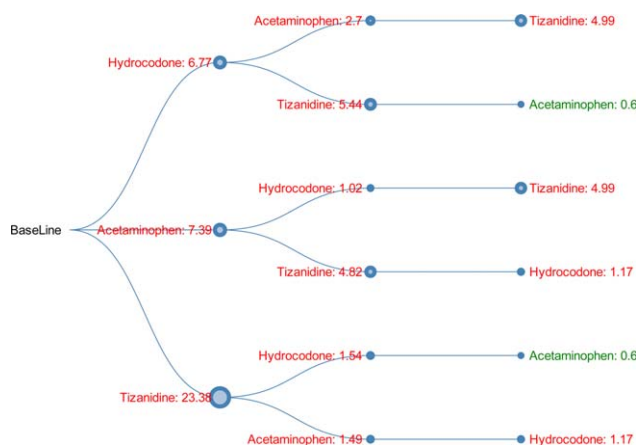 Acetaminophen: 2.7
Tizanidine: 4.99
Hydrocodone: 6.77
Tizanidine: 5.44
Acetaminophen: 0.6
Hydrocodone: 1.02
Tizanidine: 4.99
BaseLine
Acetaminophen: 7.39
Tizanidine: 4.82
Hydrocodone: 1.17
Hydrocodone: 1.54
Acetaminophen: 0.6
Tizanidine: 23.38
Acetaminophen: 1.49
Hydrocodone: 1.17